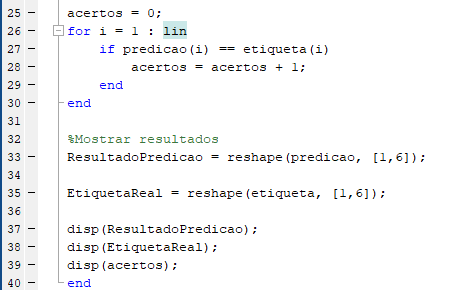 25 - acertos = 0;
26 - for i = 1 : lin
27 - if predicao(i) == etiqueta(i)
28 - acertos = acertos + 1;
29 - end
30 - end
31
32 %Mostrar resultados
33 - ResultadoPredicao = reshape(predicao, [1,6]);
34
35 - EtiquetaReal = reshape(etiqueta, [1,6]);
36
37 - disp(ResultadoPredicao);
38 - disp(EtiquetaReal);
39 - disp(acertos);
40 - end